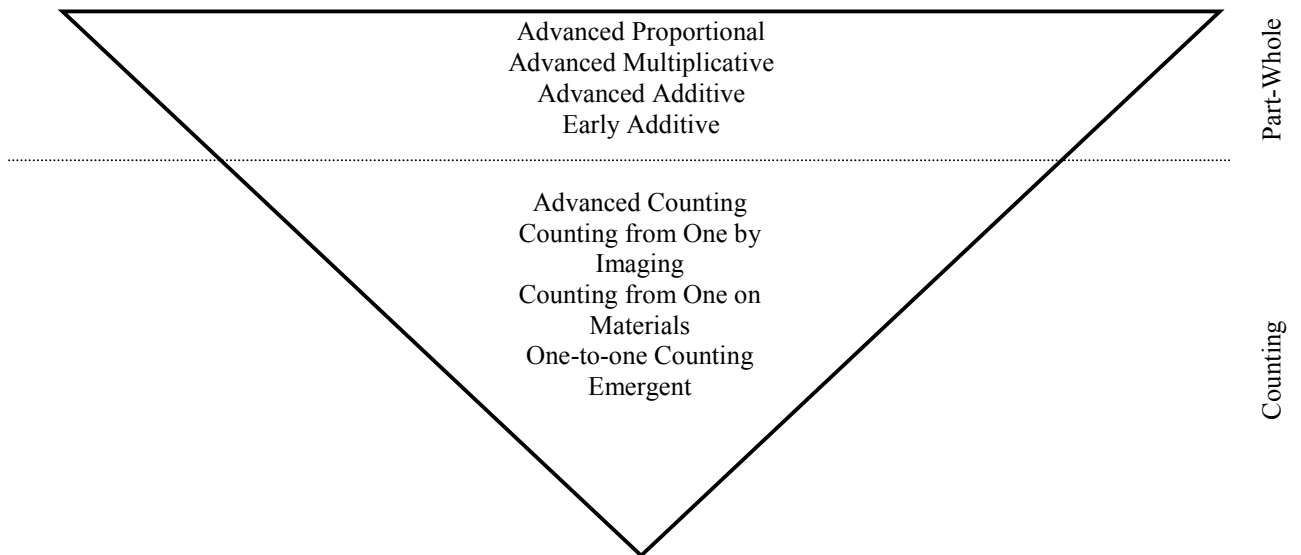 Advanced Proportional
Advanced Multiplicative
Advanced Additive
Early Additive
Part-Whole
Advanced Counting
Counting from One by
Imaging
Counting from One on
Materials
One-to-one Counting
Emergent
Counting